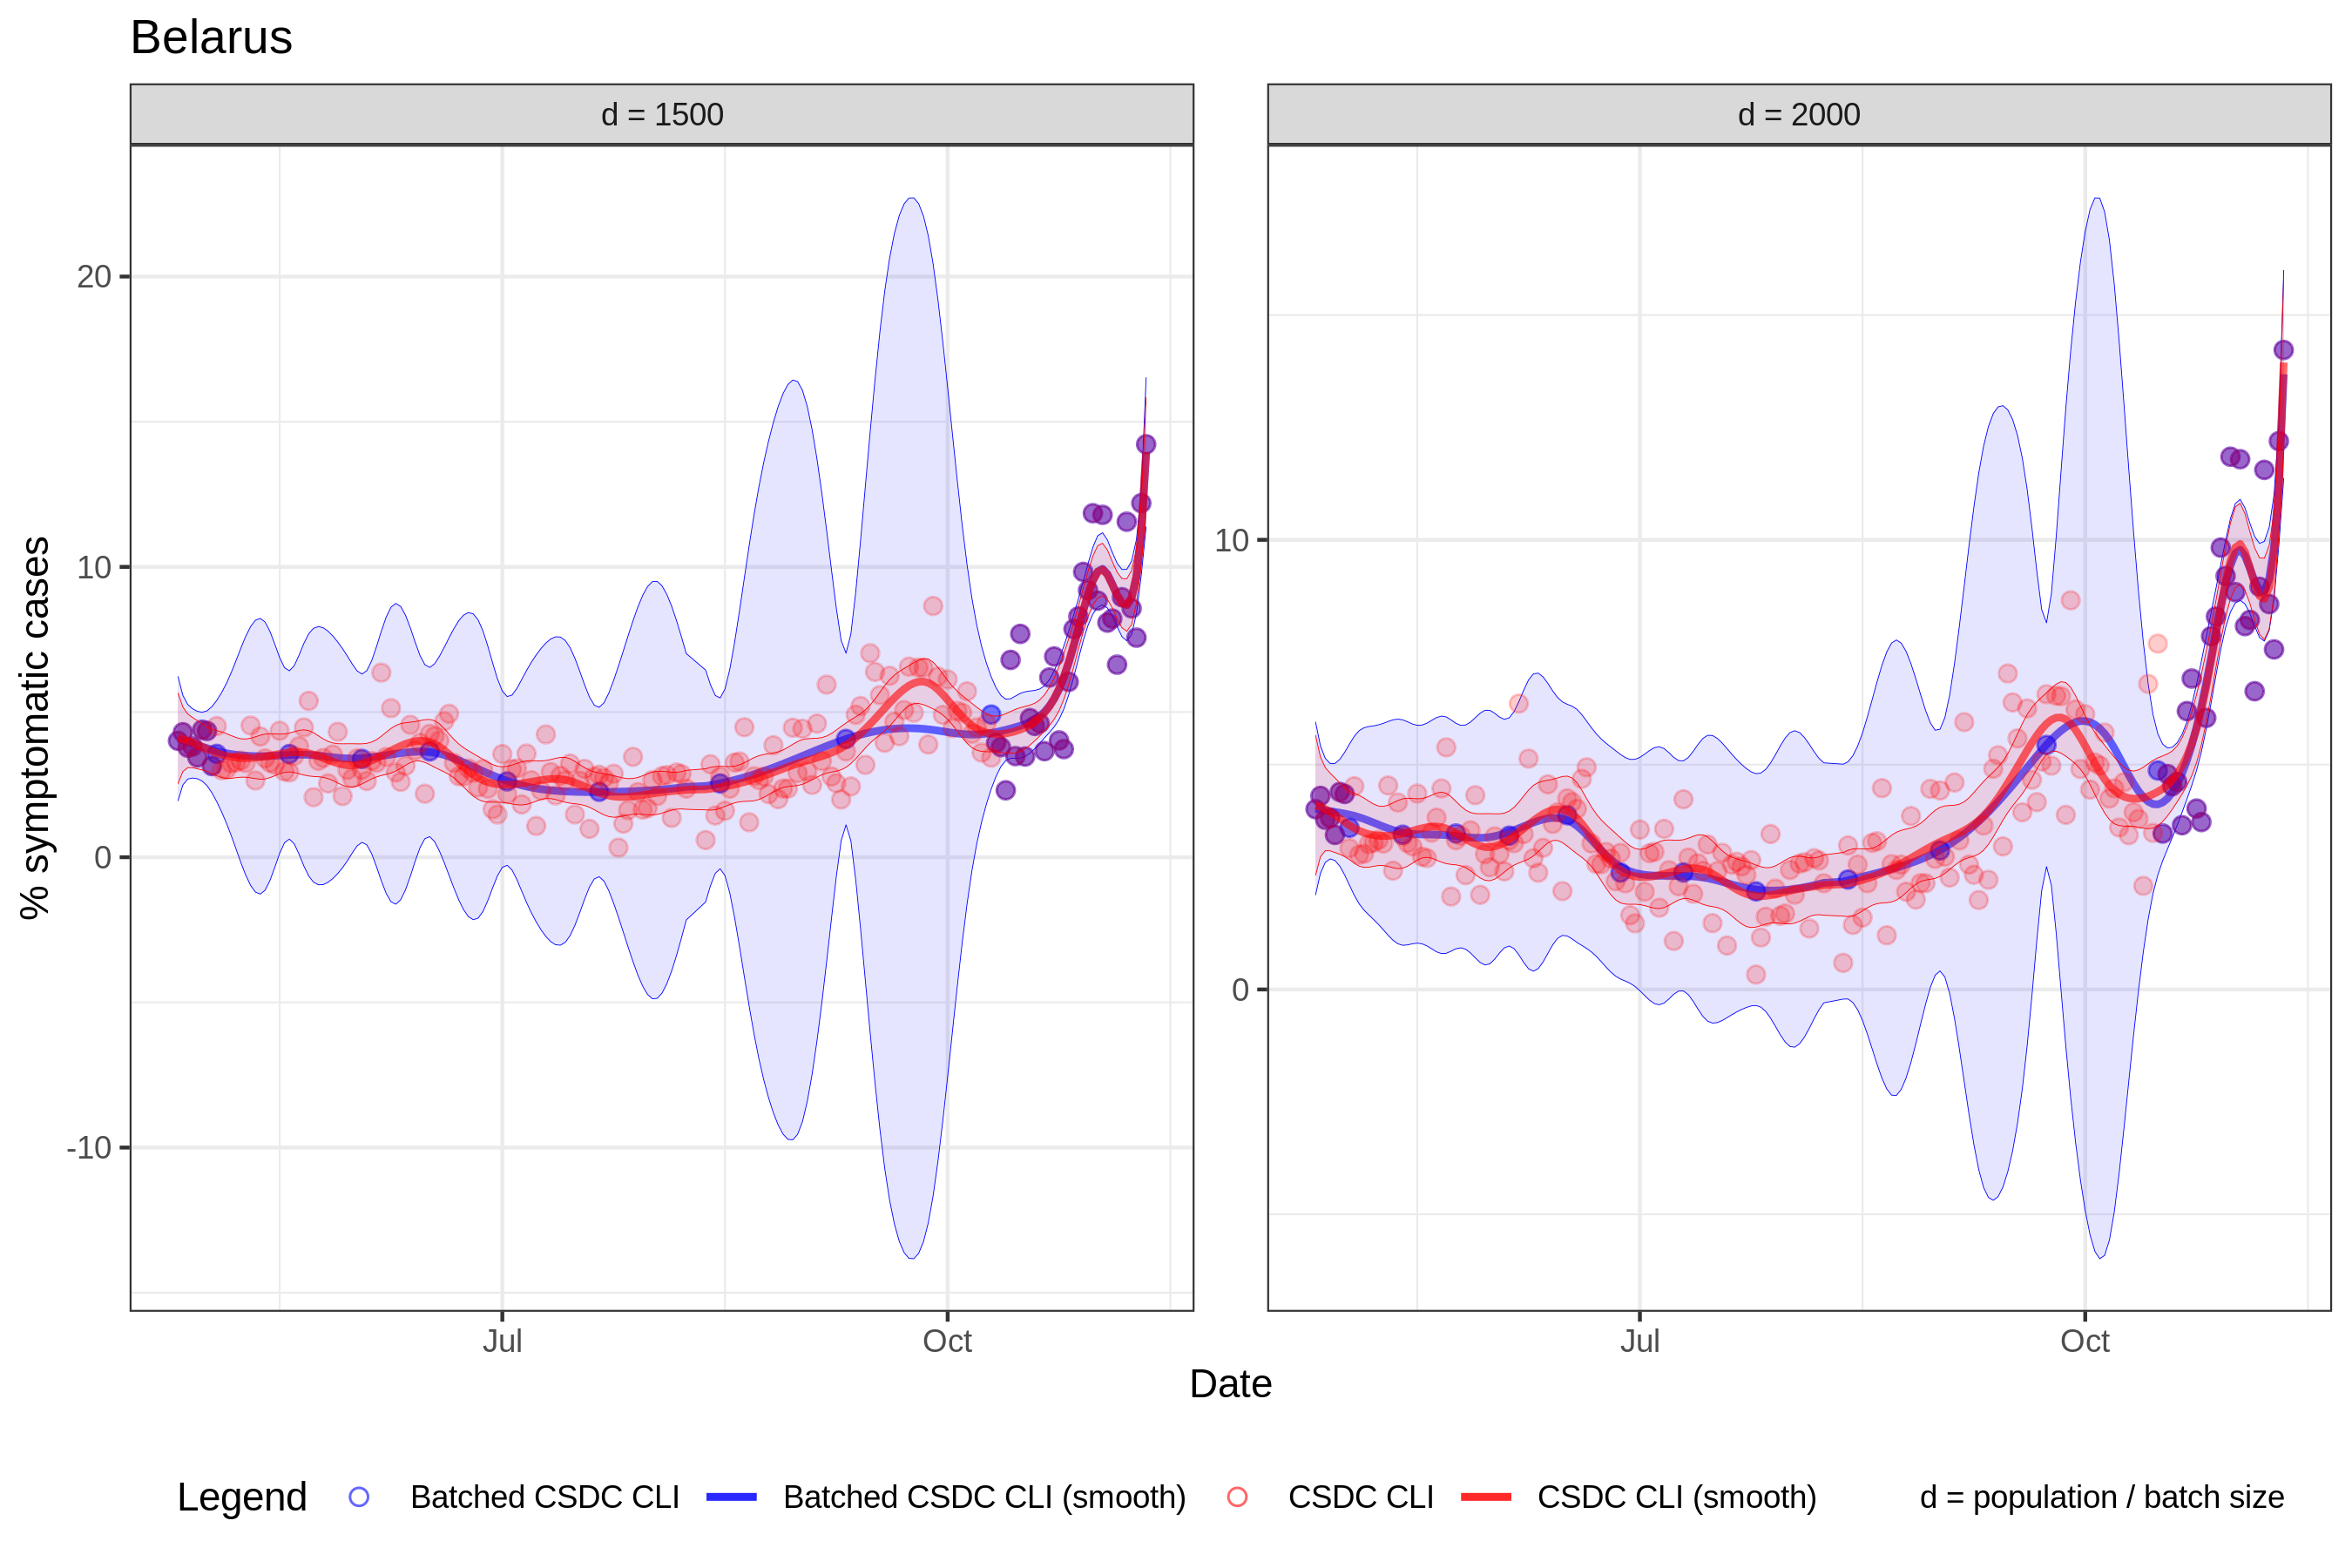 Belarus
d = 1500
d = 2000
% symptomatic cases
20
10
0
-10
10
0
Jul
Oct
Jul
Oct
Date
Legend
Batched CSDC CLI
Batched CSDC CLI (smooth)
CSDC CLI
CSDC CLI (smooth)
d = population / batch size